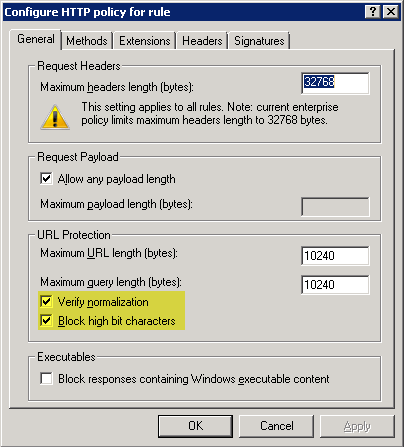 Configure HTTP policy for rule
General Methods Extensions Headers Signatures
Request Headers
Maximum headers length (bytes): 32768
This setting applies to all rules. Note: current enterprise
policy limits maximum headers length to 32768 bytes.
Request Payload
Allow any payload length
Maximum payload length (bytes):
URL Protection
Maximum URL length (bytes): 10240
Maximum query length (bytes): 10240
Verify normalization
Block high bit characters
Executables
Block responses containing Windows executable content
OK Cancel Apply